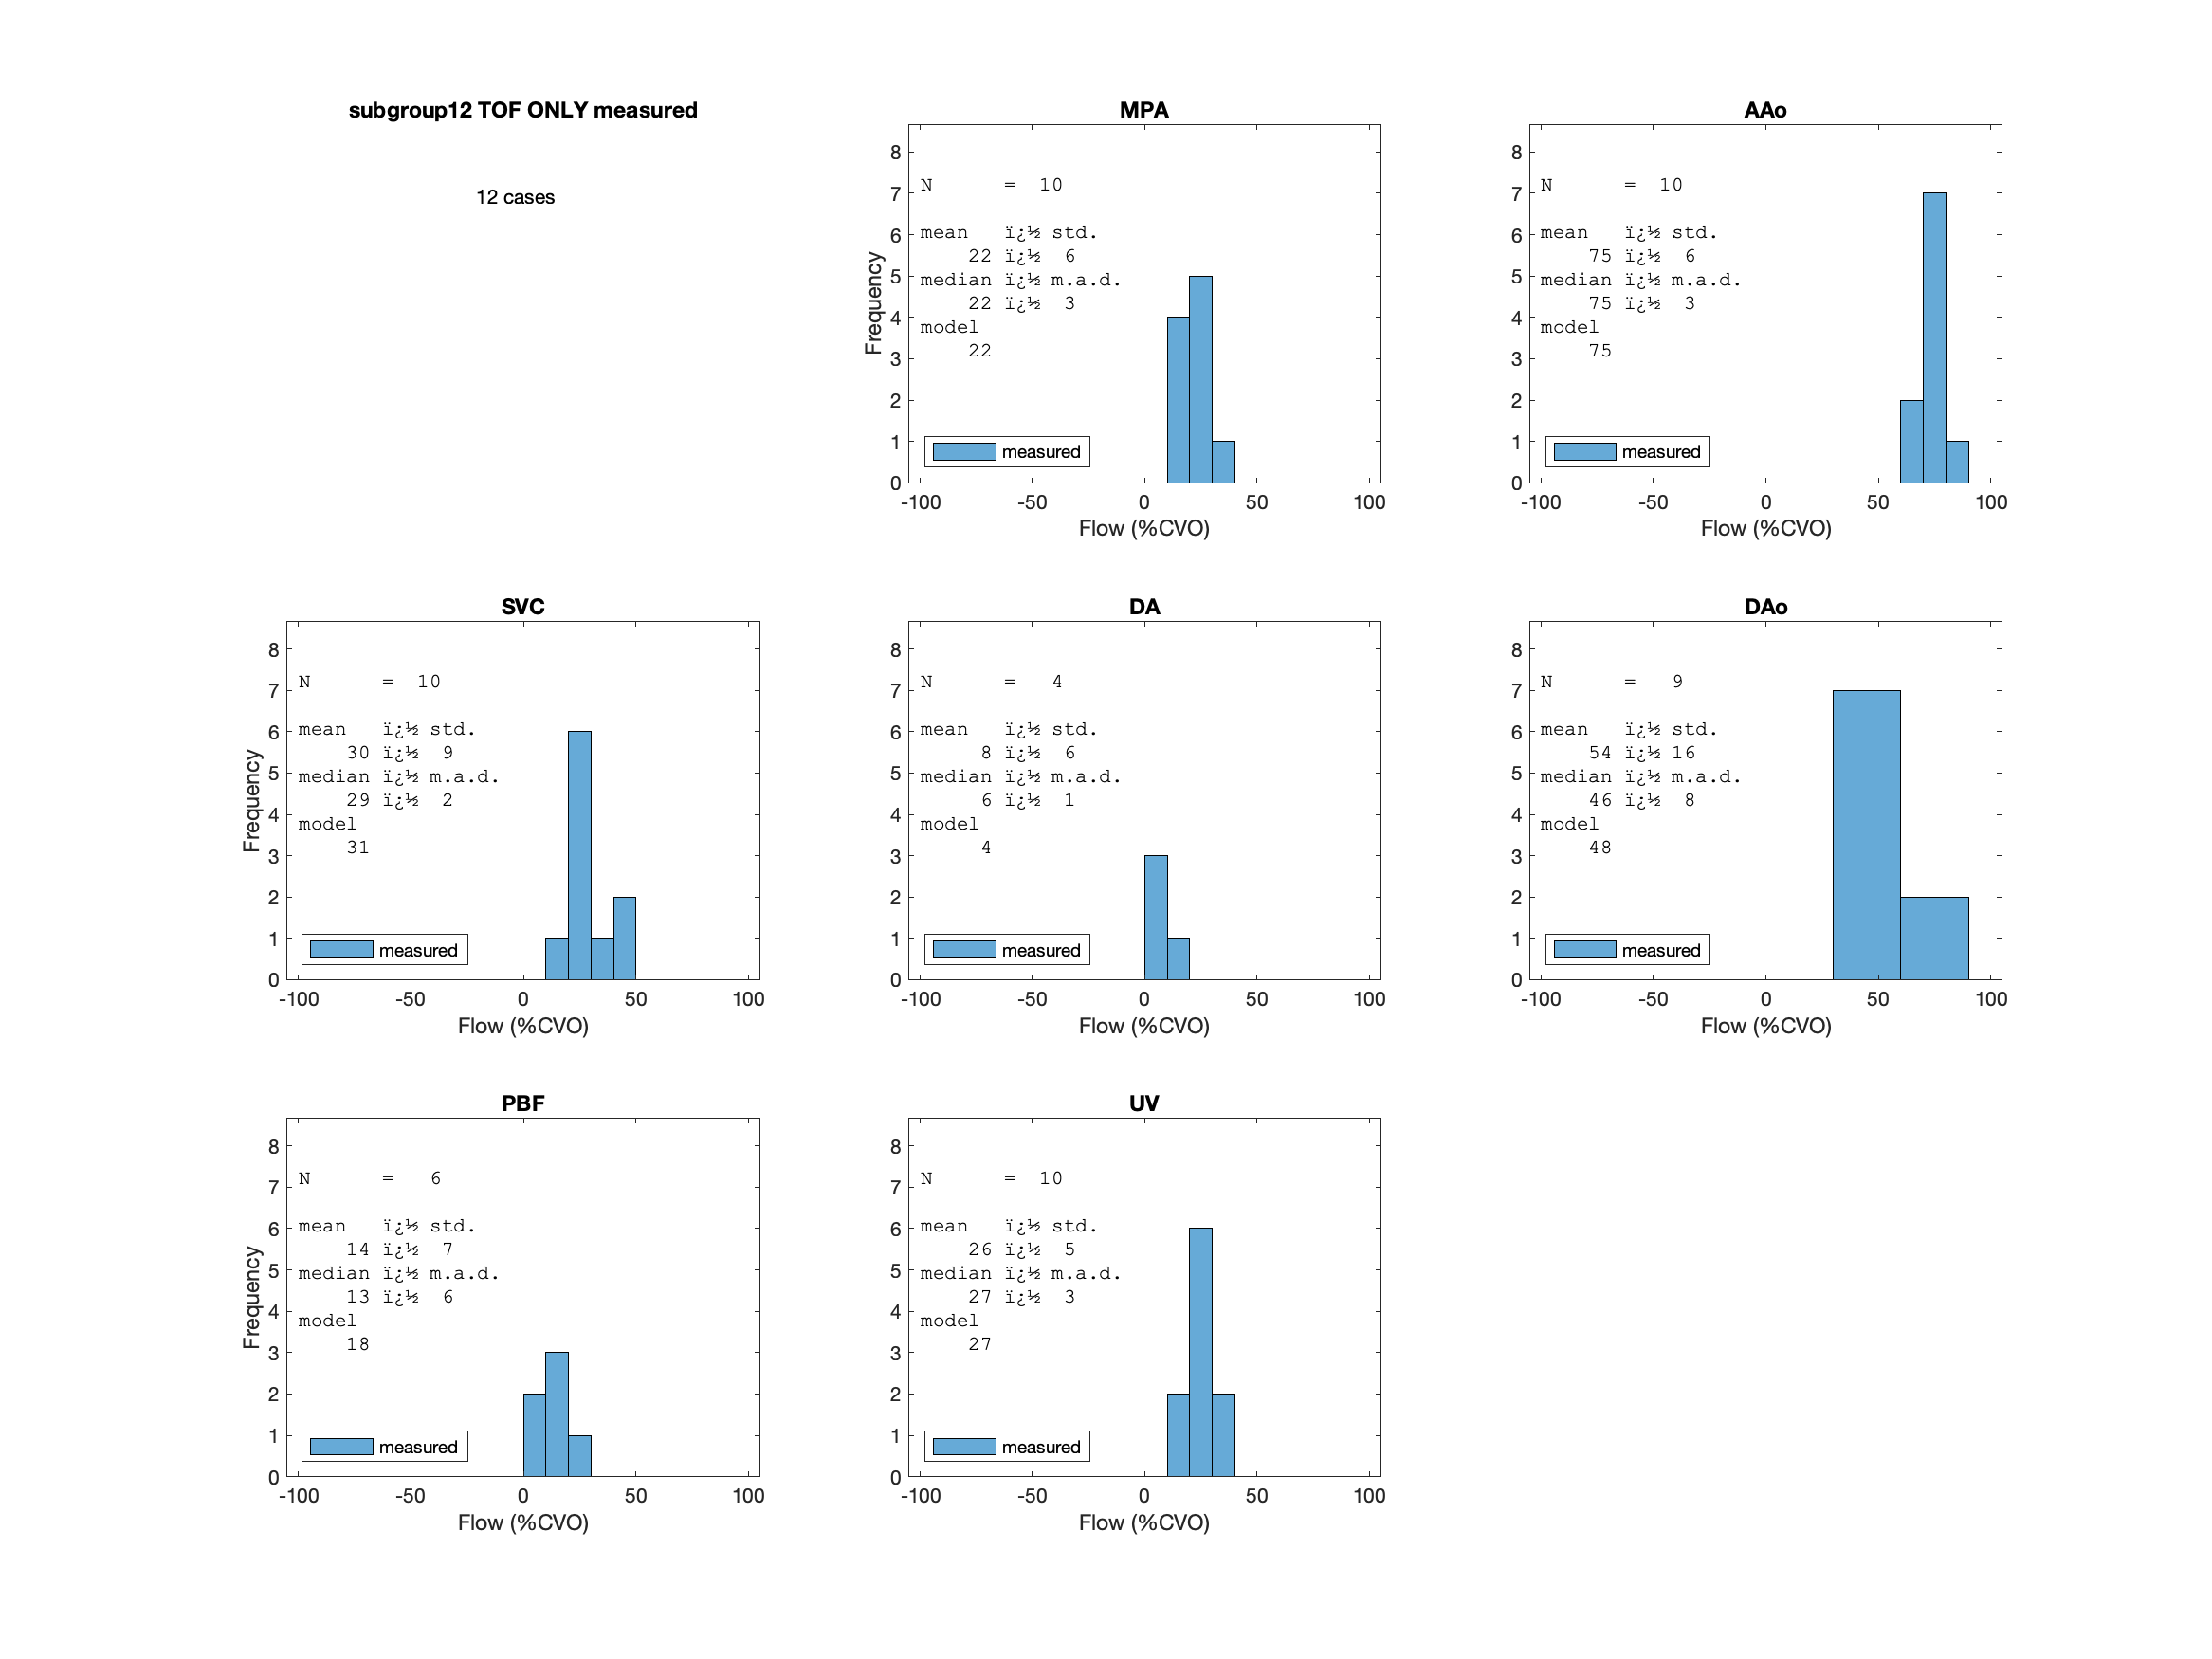 subgroup12 TOF ONLY measured
12 cases
MPA
8
7
6
5
4
3
2
1
0
Frequency
N = 10
mean ï¿½ std.
22 ï¿½ 6
median ï¿½ m.a.d.
22 ï¿½ 3
model
22
measured
-100 -50 0 50 100
Flow (%CVO)
AAo
8
7
6
5
4
3
2
1
0
N = 10
mean ï¿½ std.
75 ï¿½ 6
median ï¿½ m.a.d.
75 ï¿½ 3
model
75
measured
-100 -50 0 50 100
Flow (%CVO)
SVC
8
7
6
5
4
3
2
1
0
Frequency
N = 10
mean ï¿½ std.
30 ï¿½ 9
median ï¿½ m.a.d.
29 ï¿½ 2
model
31
measured
-100 -50 0 50 100
Flow (%CVO)
DA
8
7
6
5
4
3
2
1
0
N = 4
mean ï¿½ std.
8 ï¿½ 6
median ï¿½ m.a.d.
6 ï¿½ 1
model
4
measured
-100 -50 0 50 100
Flow (%CVO)
DAo
8
7
6
5
4
3
2
1
0
N = 9
mean ï¿½ std.
54 ï¿½ 16
median ï¿½ m.a.d.
46 ï¿½ 8
model
48
measured
-100 -50 0 50 100
Flow (%CVO)
PBF
8
7
6
5
4
3
2
1
0
Frequency
N = 6
mean ï¿½ std.
14 ï¿½ 7
median ï¿½ m.a.d.
13 ï¿½ 6
model
18
measured
-100 -50 0 50 100
Flow (%CVO)
UV
8
7
6
5
4
3
2
1
0
N = 10
mean ï¿½ std.
26 ï¿½ 5
median ï¿½ m.a.d.
27 ï¿½ 3
model
27
measured
-100 -50 0 50 100
Flow (%CVO)